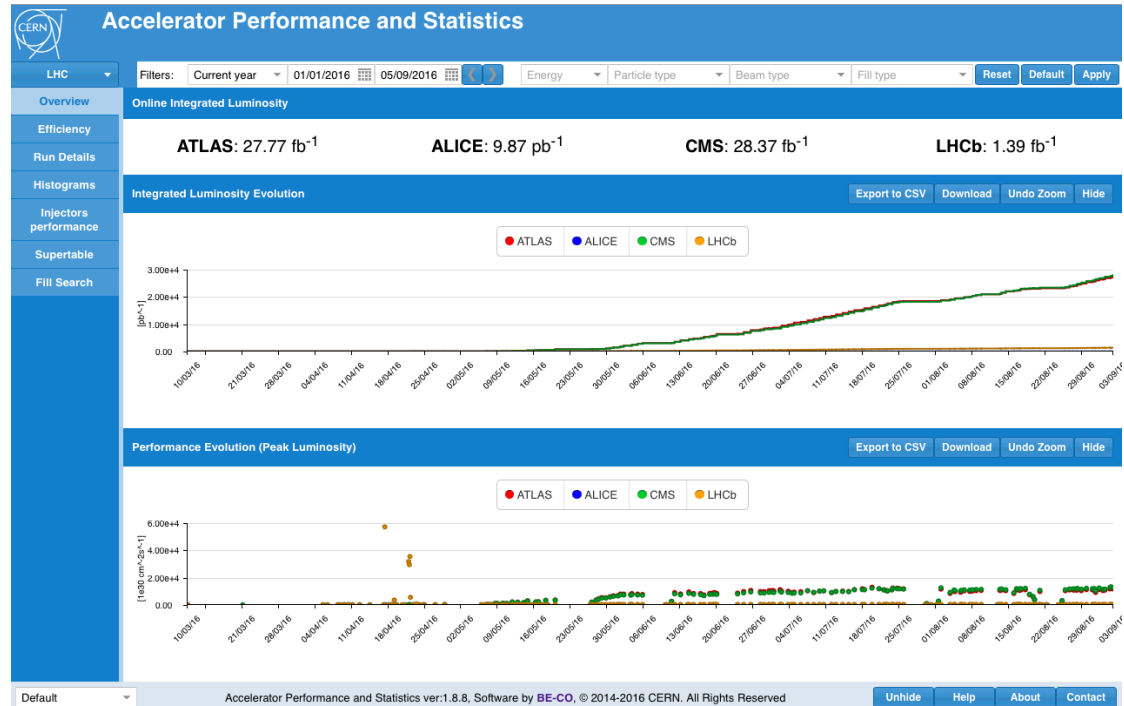 CERN
Accelerator Performance and Statistics
LHC
Filters: Current year 01/01/2016 05/09/2016 Energy Particle type Beam type Fill type Reset Default Apply
Overview
Efficiency
Run Details
Histograms
Injectors
performance
Supertable
Fill Search
Online Integrated Luminosity
ATLAS: 27.77 fb-1 ALICE: 9.87 pb-1 CMS: 28.37 fb-1 LHCb: 1.39 fb-1
Integrated Luminosity Evolution Export to CSV Download Undo Zoom Hide
ATLAS ALICE CMS LHCb
[pb^-1]
3.00e+4
2.00e+4
1.00e+4
0.00
10/03/16 21/03/16 28/03/16 04/04/16 11/04/16 18/04/16 25/04/16 02/05/16 09/05/16 16/05/16 23/05/16 30/05/16 06/06/16 13/06/16 20/06/16 27/06/16 04/07/16 11/07/16 18/07/16 25/07/16 01/08/16 08/08/16 15/08/16 22/08/16 29/08/16 03/09/1
Performance Evolution (Peak Luminosity) Export to CSV Download Undo Zoom Hide
ATLAS ALICE CMS LHCb
[1e30 cm^-2s^-1]
6.00e+4
4.00e+4
2.00e+4
0.00
10/03/16 21/03/16 28/03/16 04/04/16 11/04/16 18/04/16 25/04/16 02/05/16 09/05/16 16/05/16 23/05/16 30/05/16 06/06/16 13/06/16 20/06/16 27/06/16 04/07/16 11/07/16 18/07/16 25/07/16 01/08/16 08/08/16 15/08/16 22/08/16 29/08/16 03/09/1
Default Accelerator Performance and Statistics ver:1.8.8, Software by BE-CO, © 2014-2016 CERN. All Rights Reserved Unhide Help About Contact